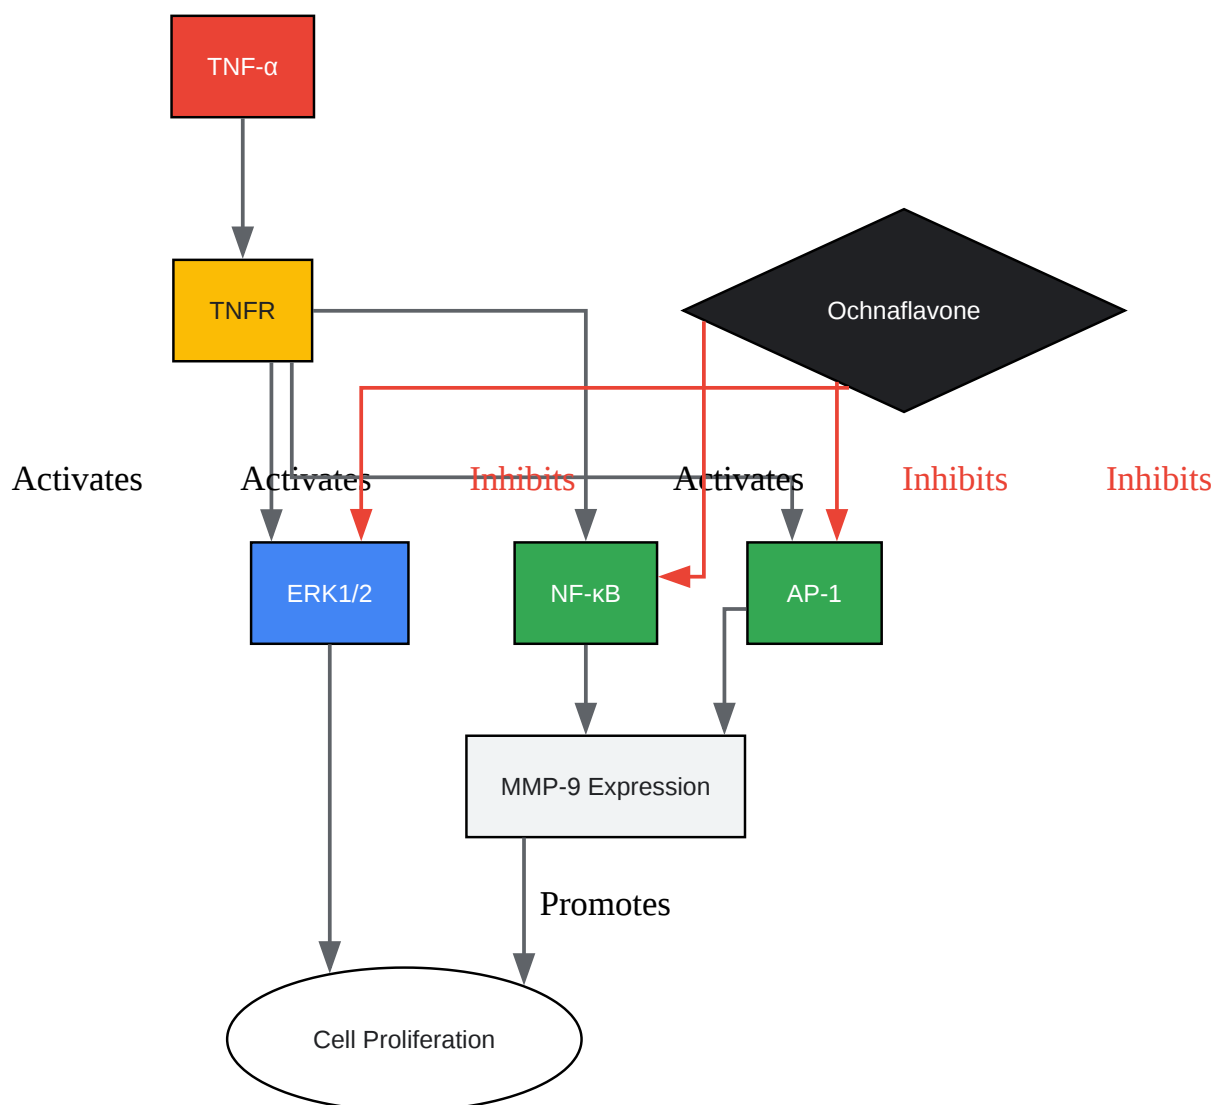 TNF-α
TNFR
Ochnaflavone
Activates
Activates
Inhibits
Activates
Inhibits
Inhibits
ERK1/2
NF-κB
AP-1
MMP-9 Expression
Promotes
Cell Proliferation